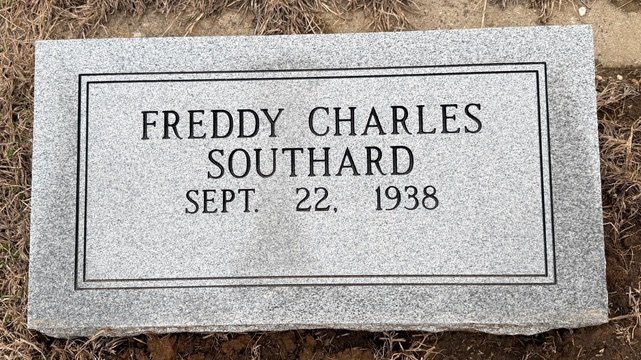 FREDDY CHARLES
SOUTHARD
SEPT. 22, 1938